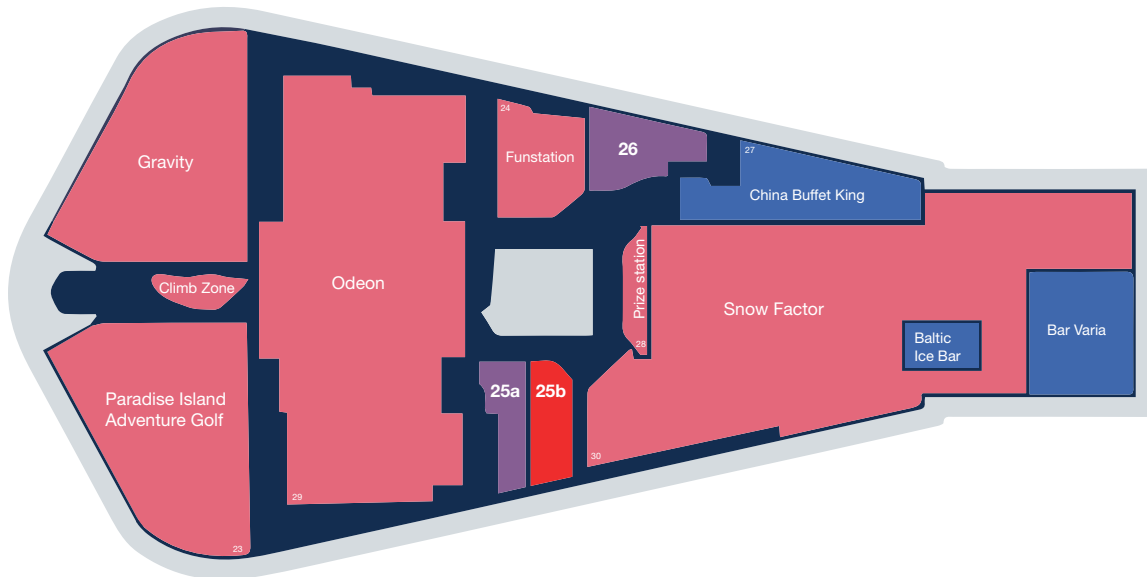 24
26
27
Gravity
Funstation
China Buffet King
Climb Zone
Odeon
Prize station
28
Snow Factor
Baltic
Ice Bar
Bar Varia
Paradise Island
Adventure Golf
25a
25b
30
29
23